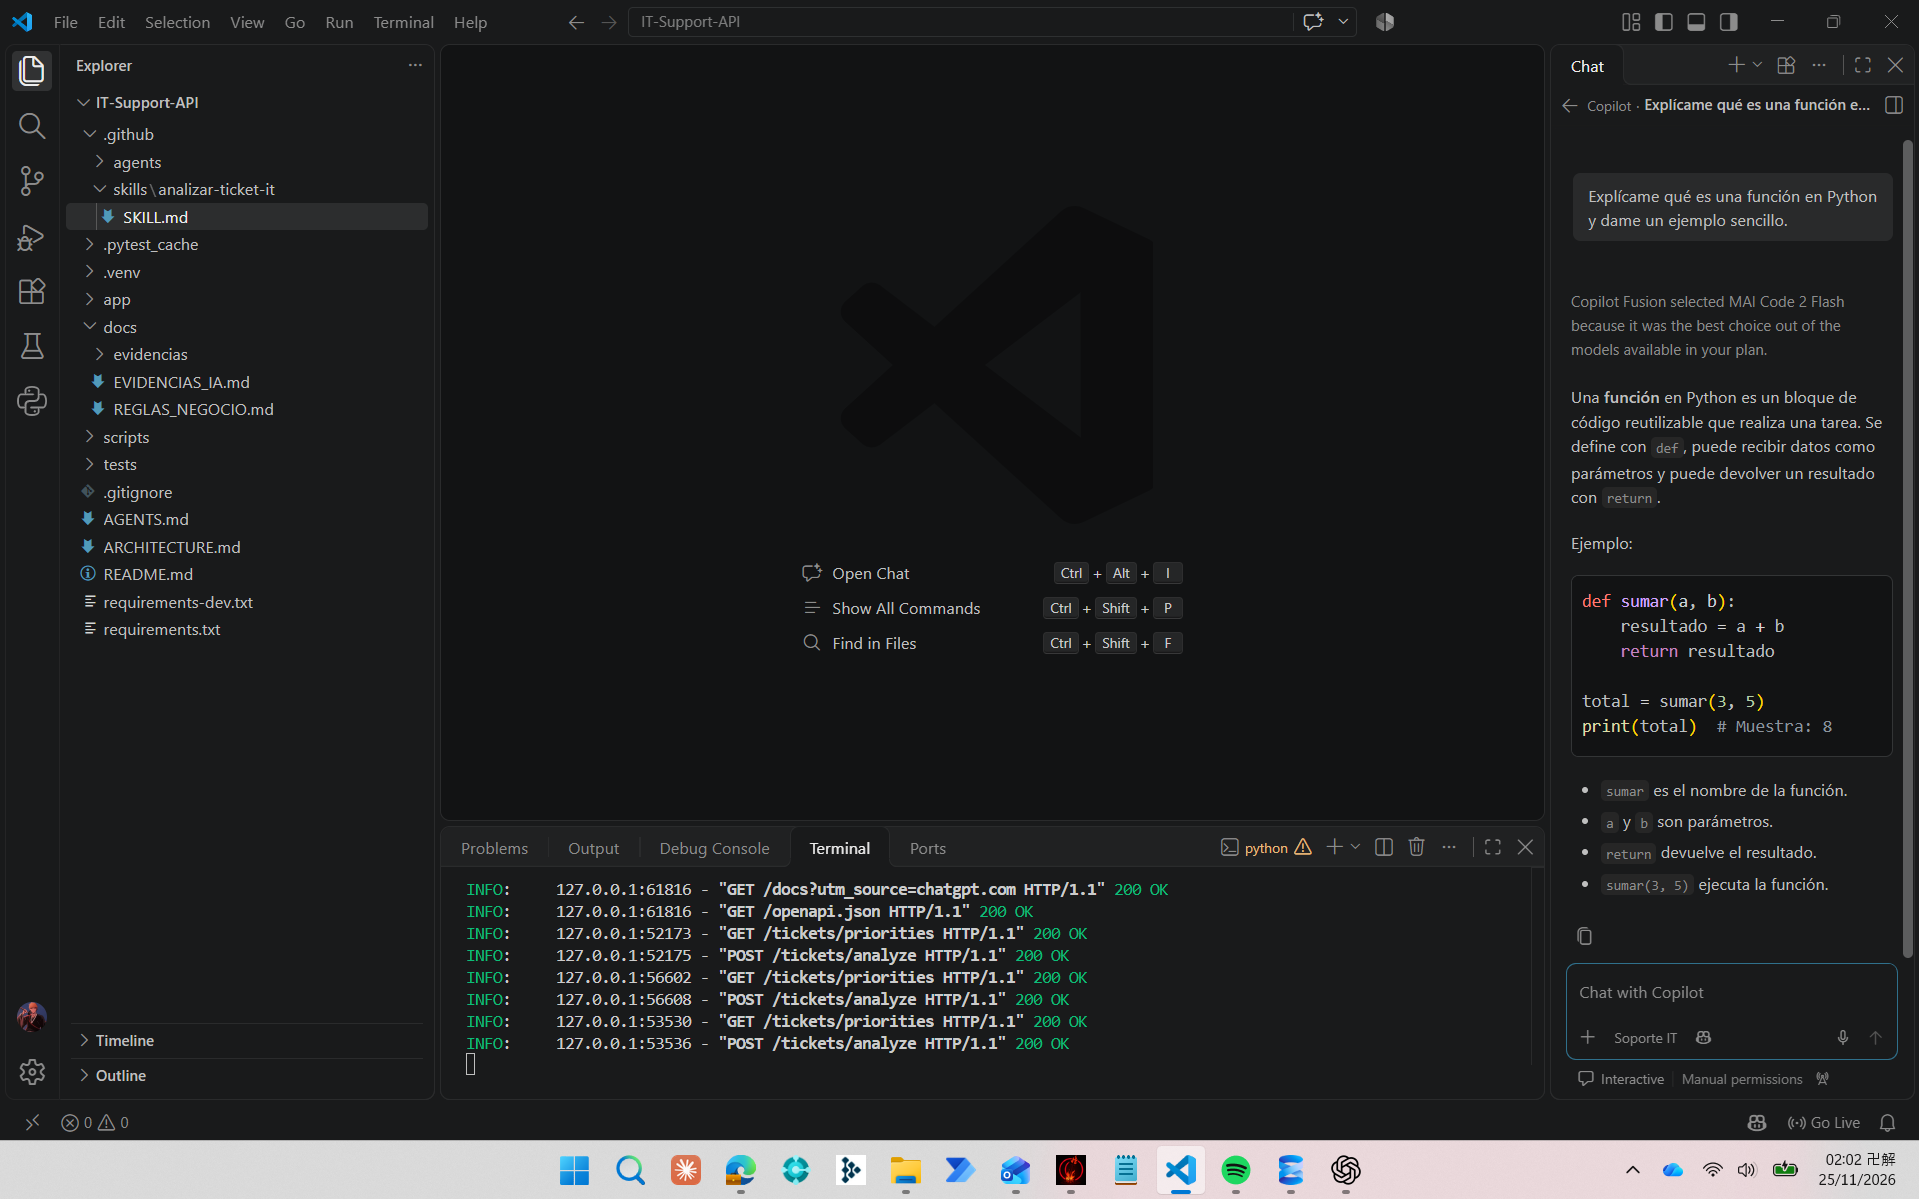 File Edit Selection View Go Run Terminal Help
IT-Support-API
Explorer
IT-Support-API
.github
agents
skills\analizar-ticket-it
SKILL.md
.pytest_cache
.venv
app
docs
evidencias
EVIDENCIAS_IA.md
REGLAS_NEGOCIO.md
scripts
tests
.gitignore
AGENTS.md
ARCHITECTURE.md
README.md
requirements-dev.txt
requirements.txt
Timeline
Outline
Open Chat Ctrl + Alt + I
Show All Commands Ctrl + Shift + P
Find in Files Ctrl + Shift + F
Problems Output Debug Console Terminal Ports
python
INFO: 127.0.0.1:61816 - "GET /docs?utm_source=chatgpt.com HTTP/1.1" 200 OK
INFO: 127.0.0.1:61816 - "GET /openapi.json HTTP/1.1" 200 OK
INFO: 127.0.0.1:52173 - "GET /tickets/priorities HTTP/1.1" 200 OK
INFO: 127.0.0.1:52175 - "POST /tickets/analyze HTTP/1.1" 200 OK
INFO: 127.0.0.1:56602 - "GET /tickets/priorities HTTP/1.1" 200 OK
INFO: 127.0.0.1:56608 - "POST /tickets/analyze HTTP/1.1" 200 OK
INFO: 127.0.0.1:53530 - "GET /tickets/priorities HTTP/1.1" 200 OK
INFO: 127.0.0.1:53536 - "POST /tickets/analyze HTTP/1.1" 200 OK
Chat
Copilot · Explícame qué es una función e...
Explícame qué es una función en Python
y dame un ejemplo sencillo.
Copilot Fusion selected MAI Code 2 Flash
because it was the best choice out of the
models available in your plan.
Una función en Python es un bloque de
código reutilizable que realiza una tarea. Se
define con def, puede recibir datos como
parámetros y puede devolver un resultado
con return.
Ejemplo:
def sumar(a, b):
resultado = a + b
return resultado
total = sumar(3, 5)
print(total) # Muestra: 8
• sumar es el nombre de la función.
• a y b son parámetros.
• return devuelve el resultado.
• sumar(3, 5) ejecuta la función.
Chat with Copilot
Soporte IT
Interactive Manual permissions
0 0
Go Live
02:02 卍解
25/11/2026